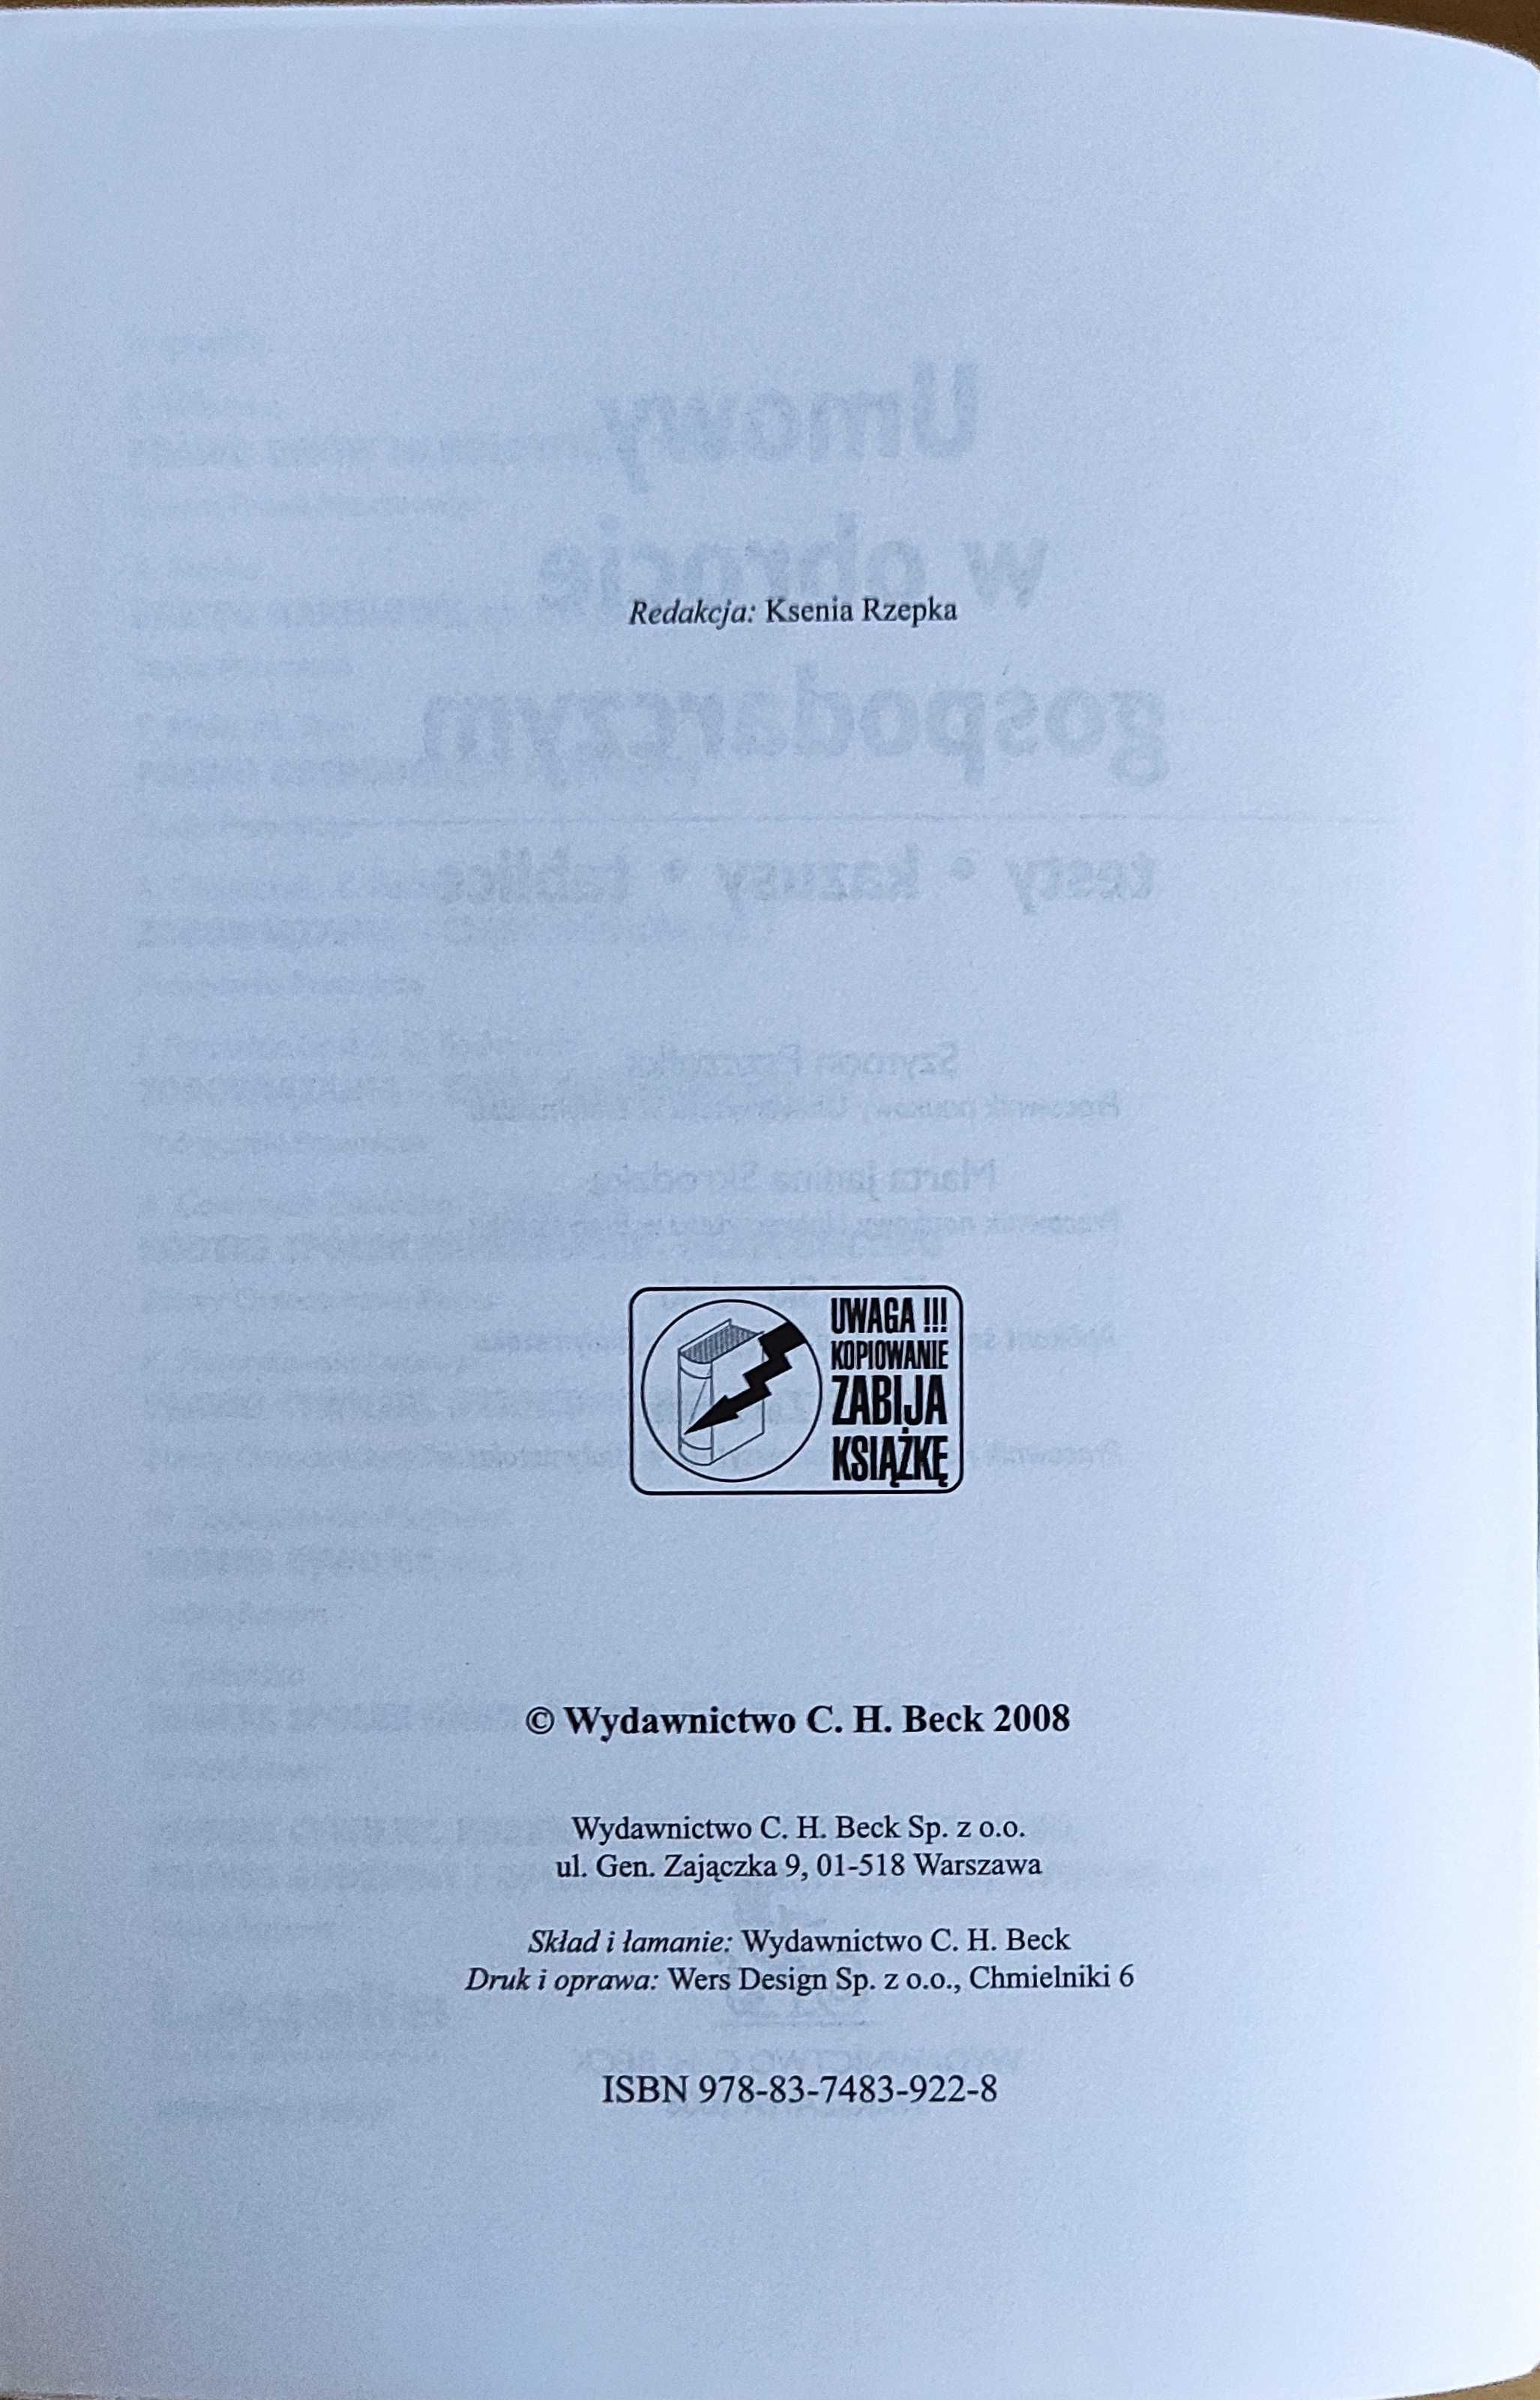 Redakcja: Ksenia Rzepka
UWAGA !!!
KOPIOWANIE
ZABIJA
KSIĄŻKĘ
© Wydawnictwo C. H. Beck 2008
Wydawnictwo C. H. Beck Sp. z o.o.
ul. Gen. Zajączka 9, 01-518 Warszawa
Skład i łamanie: Wydawnictwo C. H. Beck
Druk i oprawa: Wers Design Sp. z o.o., Chmielniki 6
ISBN 978-83-7483-922-8